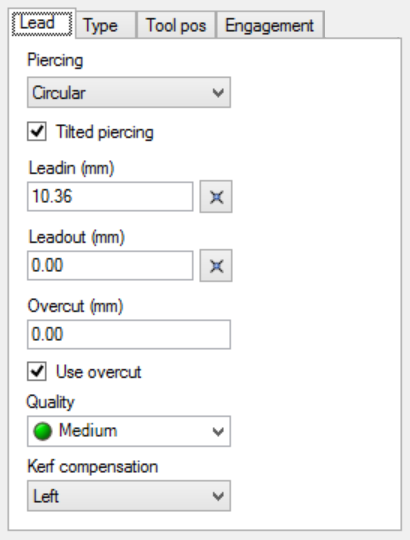 Lead Type Tool pos Engagement
Piercing
Circular
Tilted piercing
Leadin (mm)
10.36
Leadout (mm)
0.00
Overcut (mm)
0.00
Use overcut
Quality
Medium
Kerf compensation
Left